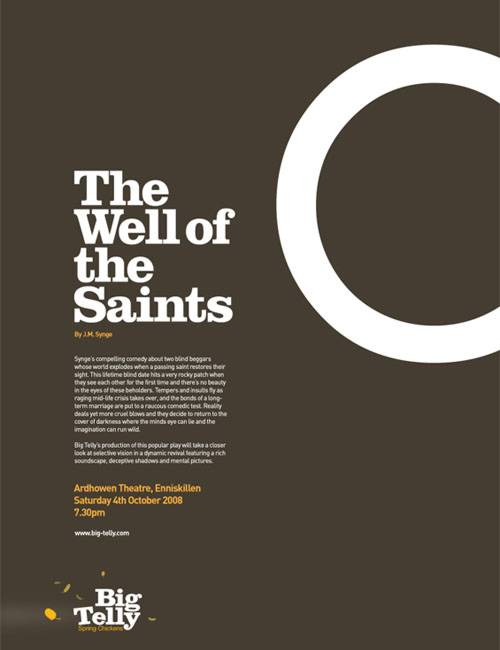 The
Well of
the
Saints
By J.M. Synge
Synge's compelling comedy about two blind beggars
whose world explodes when a passing saint restores their
sight. This lifetime blind date hits a very rocky patch when
they see each other for the first time and there's no beauty
in the eyes of these beholders. Tempers and insults fly as
raging mid-life crisis takes over, and the bonds of a long-
term marriage are put to a raucous comedic test. Reality
deals yet more cruel blows and they decide to return to the
cover of darkness where the minds eye can lie and the
imagination can run wild.
Big Telly's production of this popular play will take a closer
look at selective vision in a dynamic revival featuring a rich
soundscape, deceptive shadows and mental pictures.
Ardhowen Theatre, Enniskillen
Saturday 4th October 2008
7.30pm
www.big-telly.com
Big
Telly
Spring Chickens